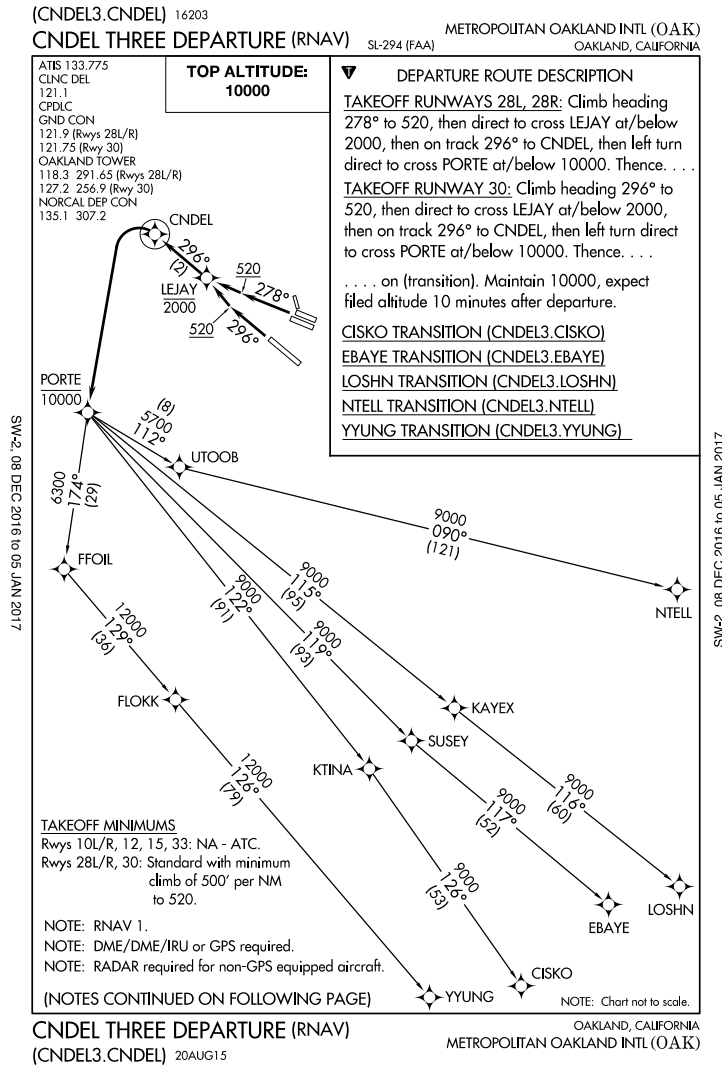 (CNDEL3.CNDEL) 16203
CNDEL THREE DEPARTURE (RNAV)
SL-294 (FAA)
METROPOLITAN OAKLAND INTL (OAK)
OAKLAND, CALIFORNIA
ATIS 133.775
CLNC DEL
121.1
CPDLC
GND CON
121.9 (Rwys 28L/R)
121.75 (Rwy 30)
OAKLAND TOWER
118.3 291.65 (Rwys 28L/R)
127.2 256.9 (Rwy 30)
NORCAL DEP CON
135.1 307.2
TOP ALTITUDE:
10000
T
DEPARTURE ROUTE DESCRIPTION
TAKEOFF RUNWAYS 28L, 28R: Climb heading
278° to 520, then direct to cross LEJAY at/below
2000, then on track 296° to CNDEL, then left turn
direct to cross PORTE at/below 10000. Thence. . . .
TAKEOFF RUNWAY 30: Climb heading 296° to
520, then direct to cross LEJAY at/below 2000,
then on track 296° to CNDEL, then left turn direct
to cross PORTE at/below 10000. Thence. . . .
. . . . on (transition). Maintain 10000, expect
filed altitude 10 minutes after departure.
CISKO TRANSITION (CNDEL3.CISKO)
EBAYE TRANSITION (CNDEL3.EBAYE)
LOSHN TRANSITION (CNDEL3.LOSHN)
NTELL TRANSITION (CNDEL3.NTELL)
YYUNG TRANSITION (CNDEL3.YYUNG)
CNDEL
296°
(2)
LEJAY
2000
520
278°
520
296°
PORTE
10000
(8)
5700
112°
UTOOB
6300
174°
(29)
FFOIL
9000
090°
(121)
NTELL
9000
115°
(95)
9000
119°
(93)
9000
122°
(91)
12000
129°
(36)
FLOKK
KAYEX
SUSEY
KTINA
12000
126°
(79)
9000
116°
(60)
9000
117°
(52)
9000
126°
(53)
LOSHN
EBAYE
CISKO
YYUNG
TAKEOFF MINIMUMS
Rwys 10L/R, 12, 15, 33: NA - ATC.
Rwys 28L/R, 30: Standard with minimum
climb of 500' per NM
to 520.
NOTE: RNAV 1.
NOTE: DME/DME/IRU or GPS required.
NOTE: RADAR required for non-GPS equipped aircraft.
(NOTES CONTINUED ON FOLLOWING PAGE)
NOTE: Chart not to scale.
SW-2, 08 DEC 2016 to 05 JAN 2017
SW-2, 08 DEC 2016 to 05 JAN 2017
CNDEL THREE DEPARTURE (RNAV)
(CNDEL3.CNDEL) 20AUG15
OAKLAND, CALIFORNIA
METROPOLITAN OAKLAND INTL (OAK)